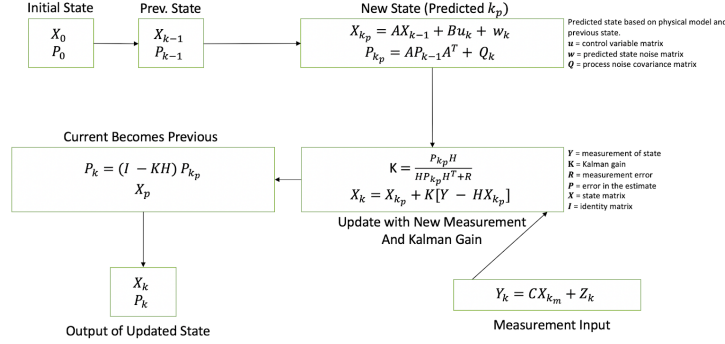 Initial State
X₀
P₀
Prev. State
Xₖ₋₁
Pₖ₋₁
New State (Predicted kₚ)
Xₖₚ = AXₖ₋₁ + Buₖ + wₖ
Pₖₚ = APₖ₋₁Aᵀ + Qₖ
Predicted state based on physical model and
previous state.
u = control variable matrix
w = predicted state noise matrix
Q = process noise covariance matrix
Current Becomes Previous
Pₖ = (I − KH) Pₖₚ
Xₚ
K = PₖₚH / HPₖₚHᵀ+R
Xₖ = Xₖₚ + K[Y − HXₖₚ]
Update with New Measurement
And Kalman Gain
Y = measurement of state
K = Kalman gain
R = measurement error
P = error in the estimate
X = state matrix
I = identity matrix
Xₖ
Pₖ
Output of Updated State
Yₖ = CXₖₘ + Zₖ
Measurement Input